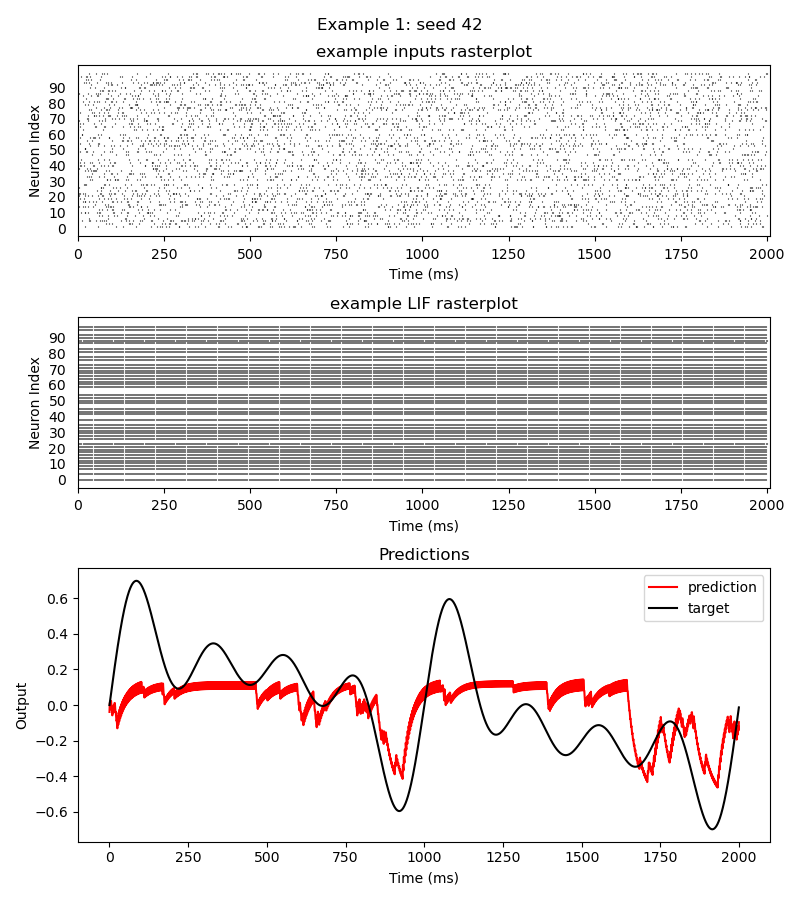 Example 1: seed 42
example inputs rasterplot
90
80
70
60
50
40
30
20
10
0
Neuron Index
0 250 500 750 1000 1250 1500 1750 2000
Time (ms)
example LIF rasterplot
90
80
70
60
50
40
30
20
10
0
Neuron Index
0 250 500 750 1000 1250 1500 1750 2000
Time (ms)
Predictions
prediction
target
0.6
0.4
0.2
0.0
−0.2
−0.4
−0.6
Output
0 250 500 750 1000 1250 1500 1750 2000
Time (ms)